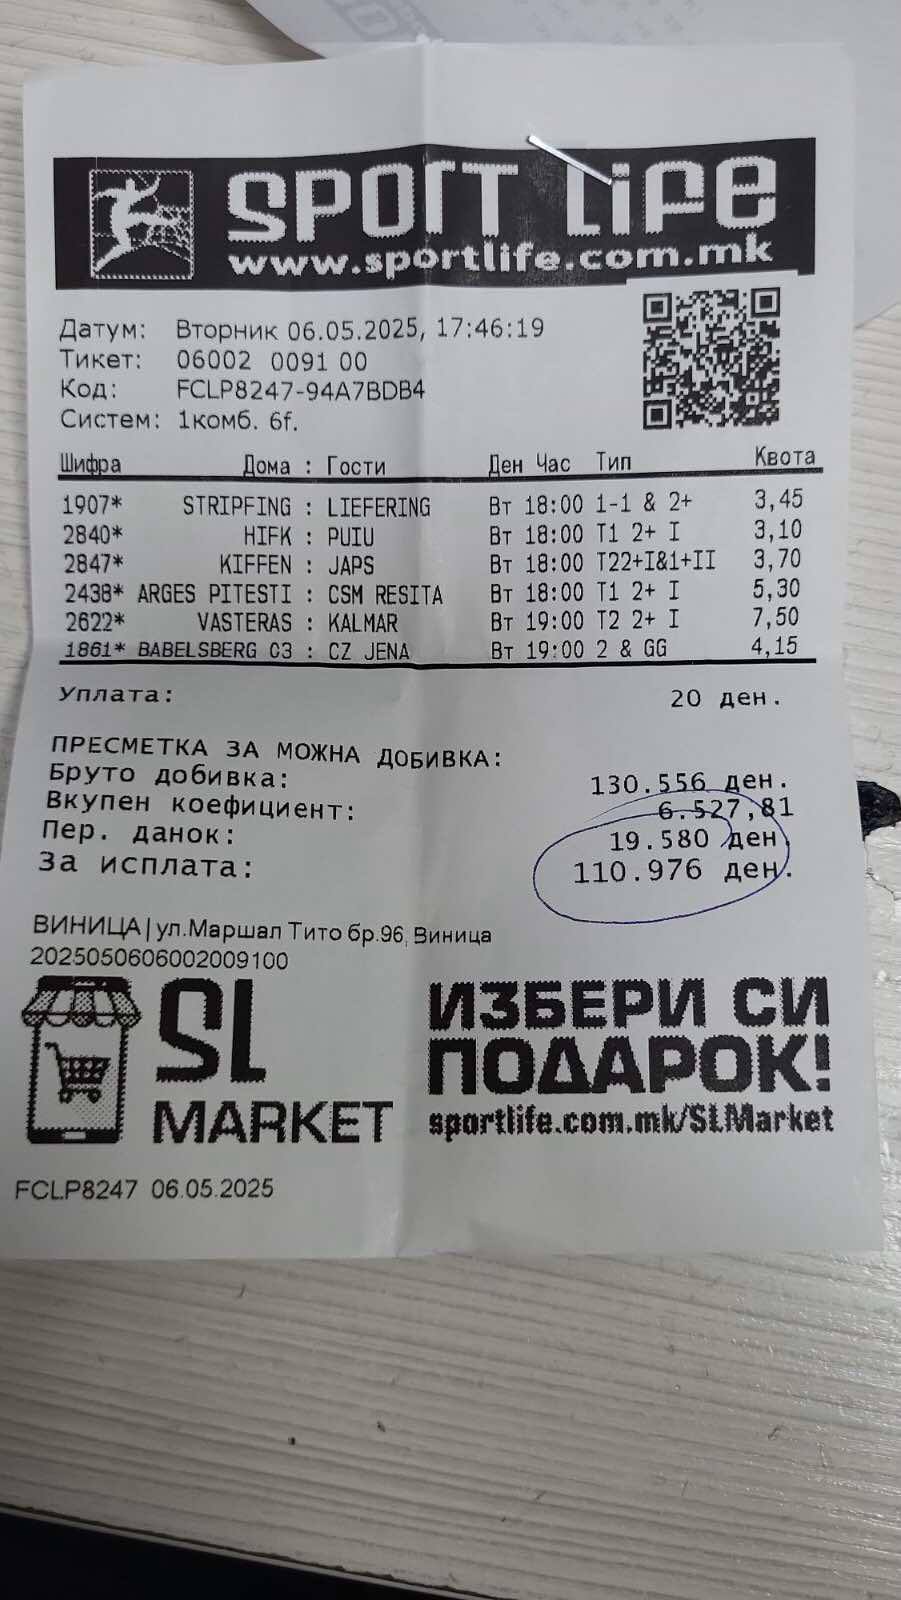 SPORT LIFE
www.sportlife.com.mk
Датум: Вторник 06.05.2025, 17:46:19
Тикет: 06002 0091 00
Код: FCLP8247-94A7BDB4
Систем: 1комб. 6f.
Шифра Дома : Гости Ден Час Тип Квота
1907* STRIPFING : LIEFERING Вт 18:00 1-1 & 2+ 3,45
2840* HIFK : PUIU Вт 18:00 T1 2+ I 3,10
2847* KIFFEN : JAPS Вт 18:00 T22+I&1+II 3,70
2438* ARGES PITESTI : CSM RESITA Вт 18:00 T1 2+ I 5,30
2622* VASTERAS : KALMAR Вт 19:00 T2 2+ I 7,50
1861* BABELSBERG 03 : CZ JENA Вт 19:00 2 & GG 4,15
Уплата: 20 ден.
ПРЕСМЕТКА ЗА МОЖНА ДОБИВКА:
Бруто добивка: 130.556 ден.
Вкупен коефициент: 6.527,81
Пер. данок: 19.580 ден.
За исплата: 110.976 ден.
ВИНИЦА|ул.Маршал Тито бр.96, Виница
2025050606002009100
SL MARKET
ИЗБЕРИ СИ
ПОДАРОК!
sportlife.com.mk/SLMarket
FCLP8247 06.05.2025